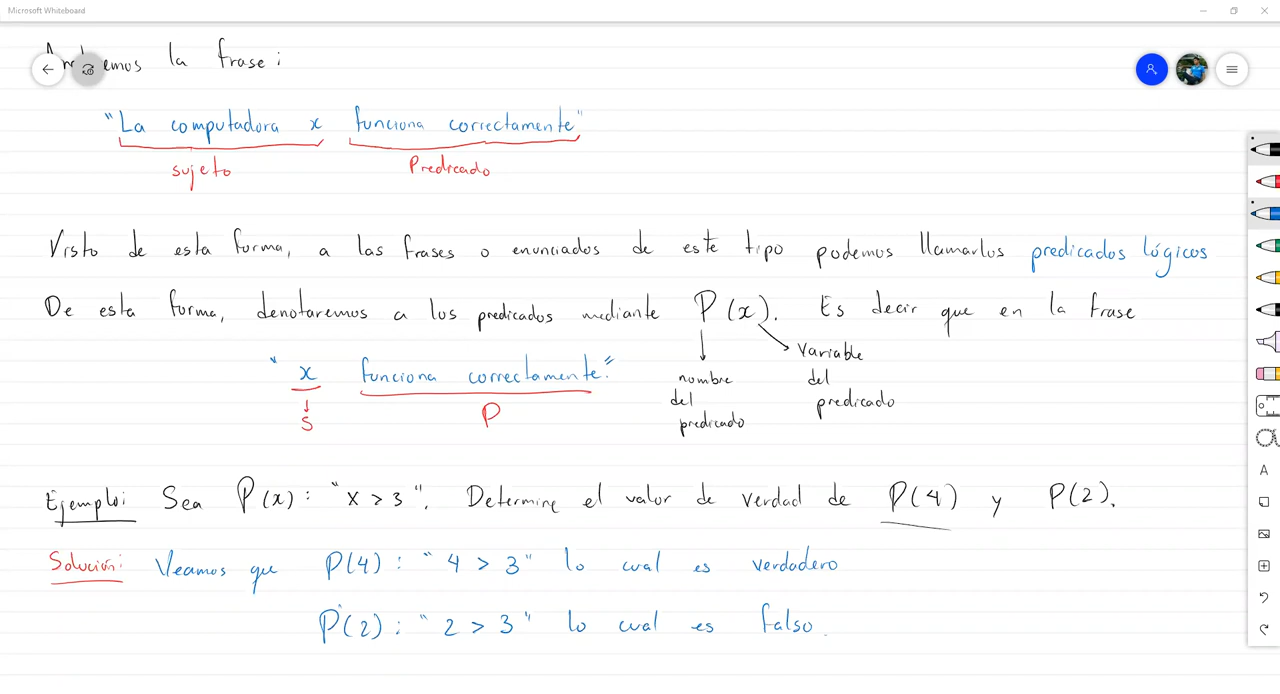 Microsoft Whiteboard
la frase:
"La computadora x funciona correctamente"
sujeto Predicado
Visto de esta forma, a las frases o enunciados de este tipo podemos llamarlos predicados lógicos
De esta forma, denotaremos a los predicados mediante P(x). Es decir que en la frase
"x funciona correctamente."
S P
nombre del predicado
Variable del predicado
Ejemplo: Sea P(x): "x > 3". Determine el valor de verdad de P(4) y P(2).
Solución: Veamos que P(4): "4 > 3" lo cual es verdadero
P(2): "2 > 3" lo cual es falso.
A